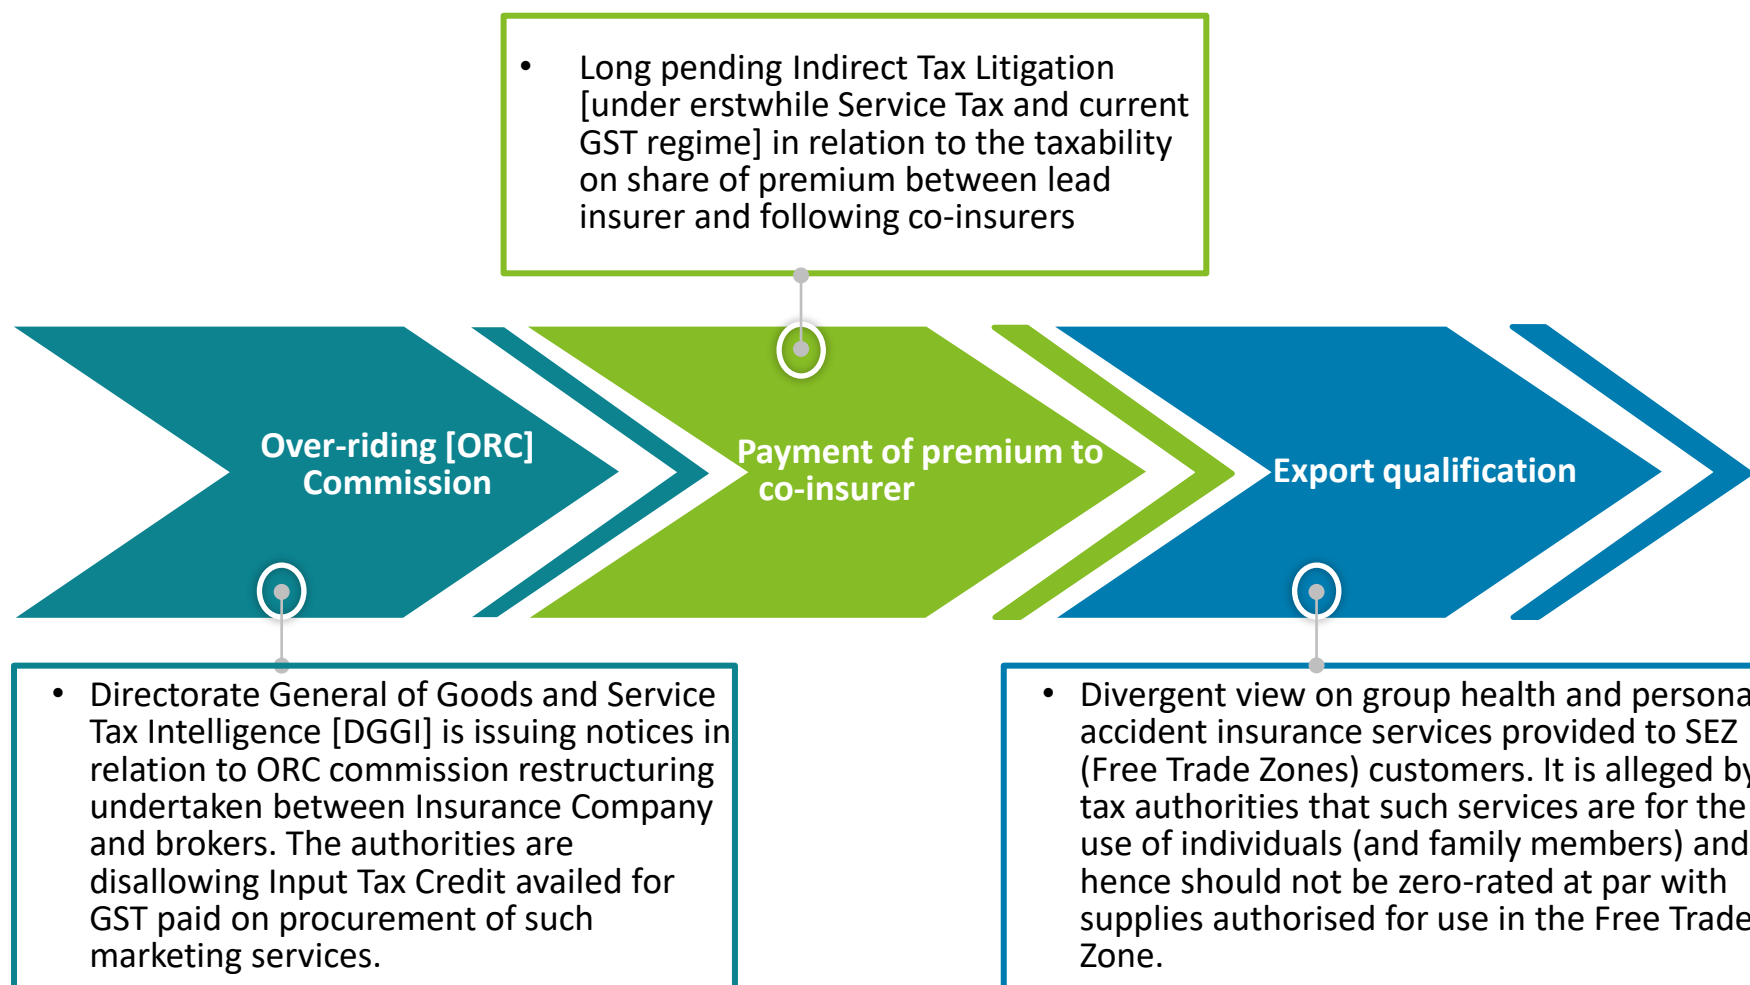 • Long pending Indirect Tax Litigation
[under erstwhile Service Tax and current
GST regime] in relation to the taxability
on share of premium between lead
insurer and following co-insurers
Over-riding [ORC]
Commission
Payment of premium to
co-insurer
Export qualification
• Directorate General of Goods and Service
Tax Intelligence [DGGI] is issuing notices in
relation to ORC commission restructuring
undertaken between Insurance Company
and brokers. The authorities are
disallowing Input Tax Credit availed for
GST paid on procurement of such
marketing services.
• Divergent view on group health and persona
accident insurance services provided to SEZ
(Free Trade Zones) customers. It is alleged by
tax authorities that such services are for the
use of individuals (and family members) and
hence should not be zero-rated at par with
supplies authorised for use in the Free Trade
Zone.